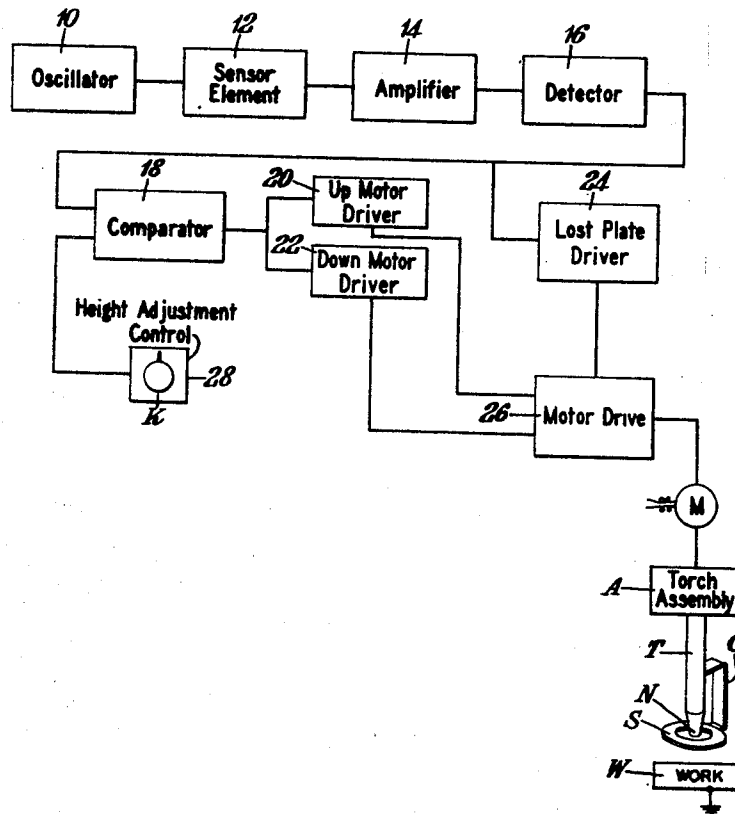 10
12
14
16
Oscillator
Sensor
Element
Amplifier
Detector
18
20
24
Comparator
Up Motor
Driver
22
Down Motor
Driver
Lost Plate
Driver
Height Adjustment
Control
28
K
26
Motor Drive
M
A
Torch
Assembly
T
C
N
S
W
WORK